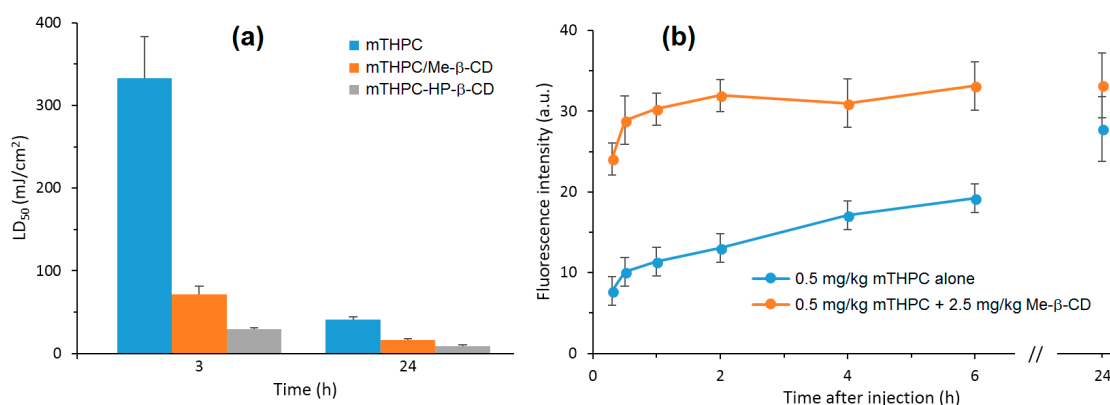 (a)
400
300
200
100
0
LD₅₀ (mJ/cm²)
mTHPC
mTHPC/Me-β-CD
mTHPC-HP-β-CD
3
24
Time (h)
(b)
40
30
20
10
0
Fluorescence intensity (a.u.)
0.5 mg/kg mTHPC alone
0.5 mg/kg mTHPC + 2.5 mg/kg Me-β-CD
0
2
4
6
//
24
Time after injection (h)